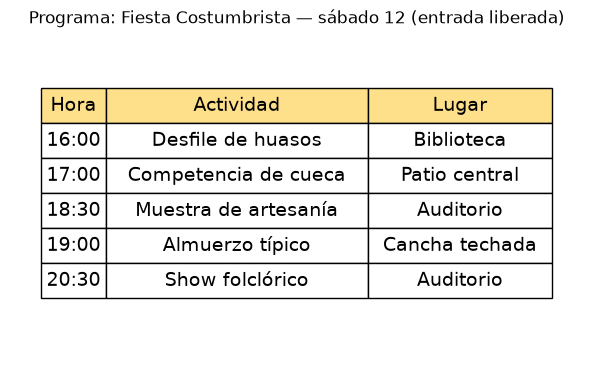 Programa: Fiesta Costumbrista — sábado 12 (entrada liberada)
Hora Actividad Lugar
16:00 Desfile de huasos Biblioteca
17:00 Competencia de cueca Patio central
18:30 Muestra de artesanía Auditorio
19:00 Almuerzo típico Cancha techada
20:30 Show folclórico Auditorio